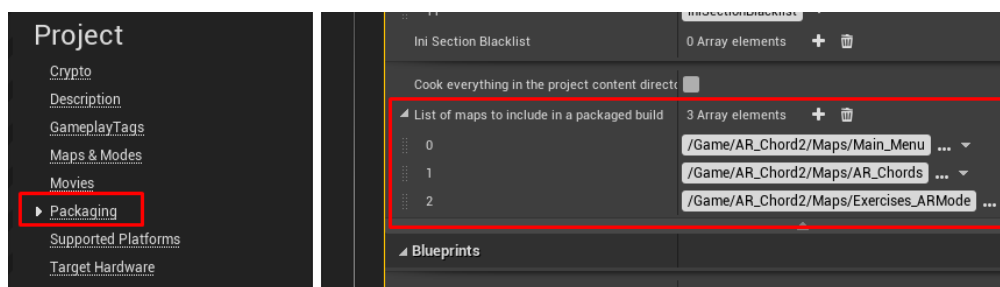 Project
Crypto
Description
GameplayTags
Maps & Modes
Movies
Packaging
Supported Platforms
Target Hardware
11
IniSectionBlacklist
Ini Section Blacklist 0 Array elements
Cook everything in the project content directo
List of maps to include in a packaged build 3 Array elements
0 /Game/AR_Chord2/Maps/Main_Menu ...
1 /Game/AR_Chord2/Maps/AR_Chords ...
2 /Game/AR_Chord2/Maps/Exercises_ARMode ...
Blueprints